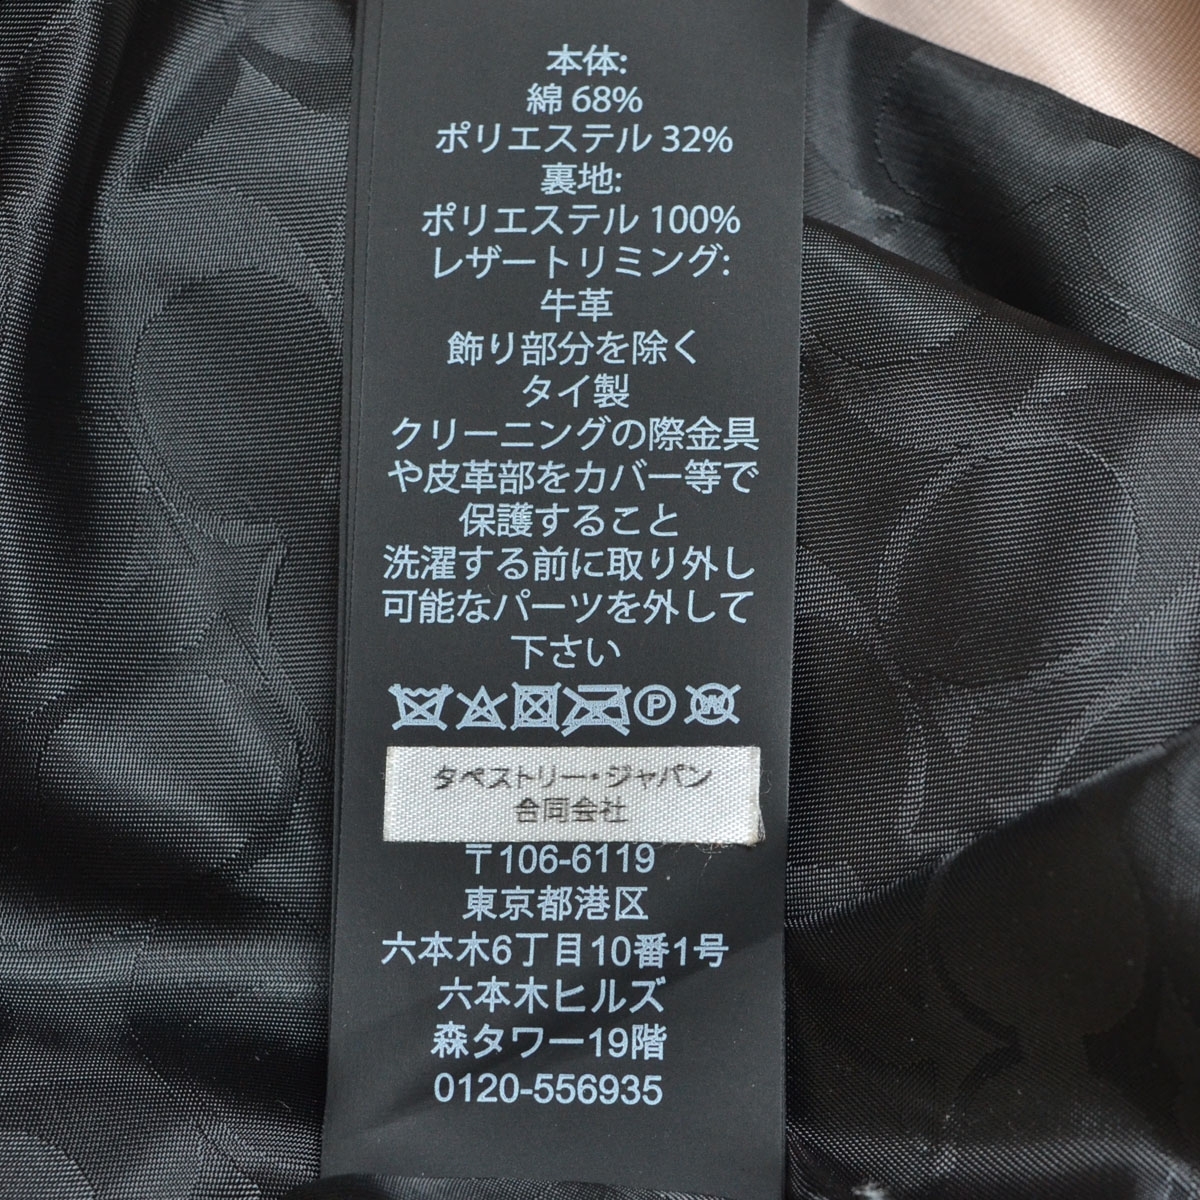 本体:
綿 68%
ポリエステル 32%
裏地:
ポリエステル 100%
レザートリミング:
牛革
飾り部分を除く
タイ製
クリーニングの際金具
や皮革部をカバー等で
保護すること
洗濯する前に取り外し
可能なパーツを外して
下さい
P W
タペストリー・ジャパン
合同会社
〒106-6119
東京都港区
六本木6丁目10番1号
六本木ヒルズ
森タワー19階
0120-556935